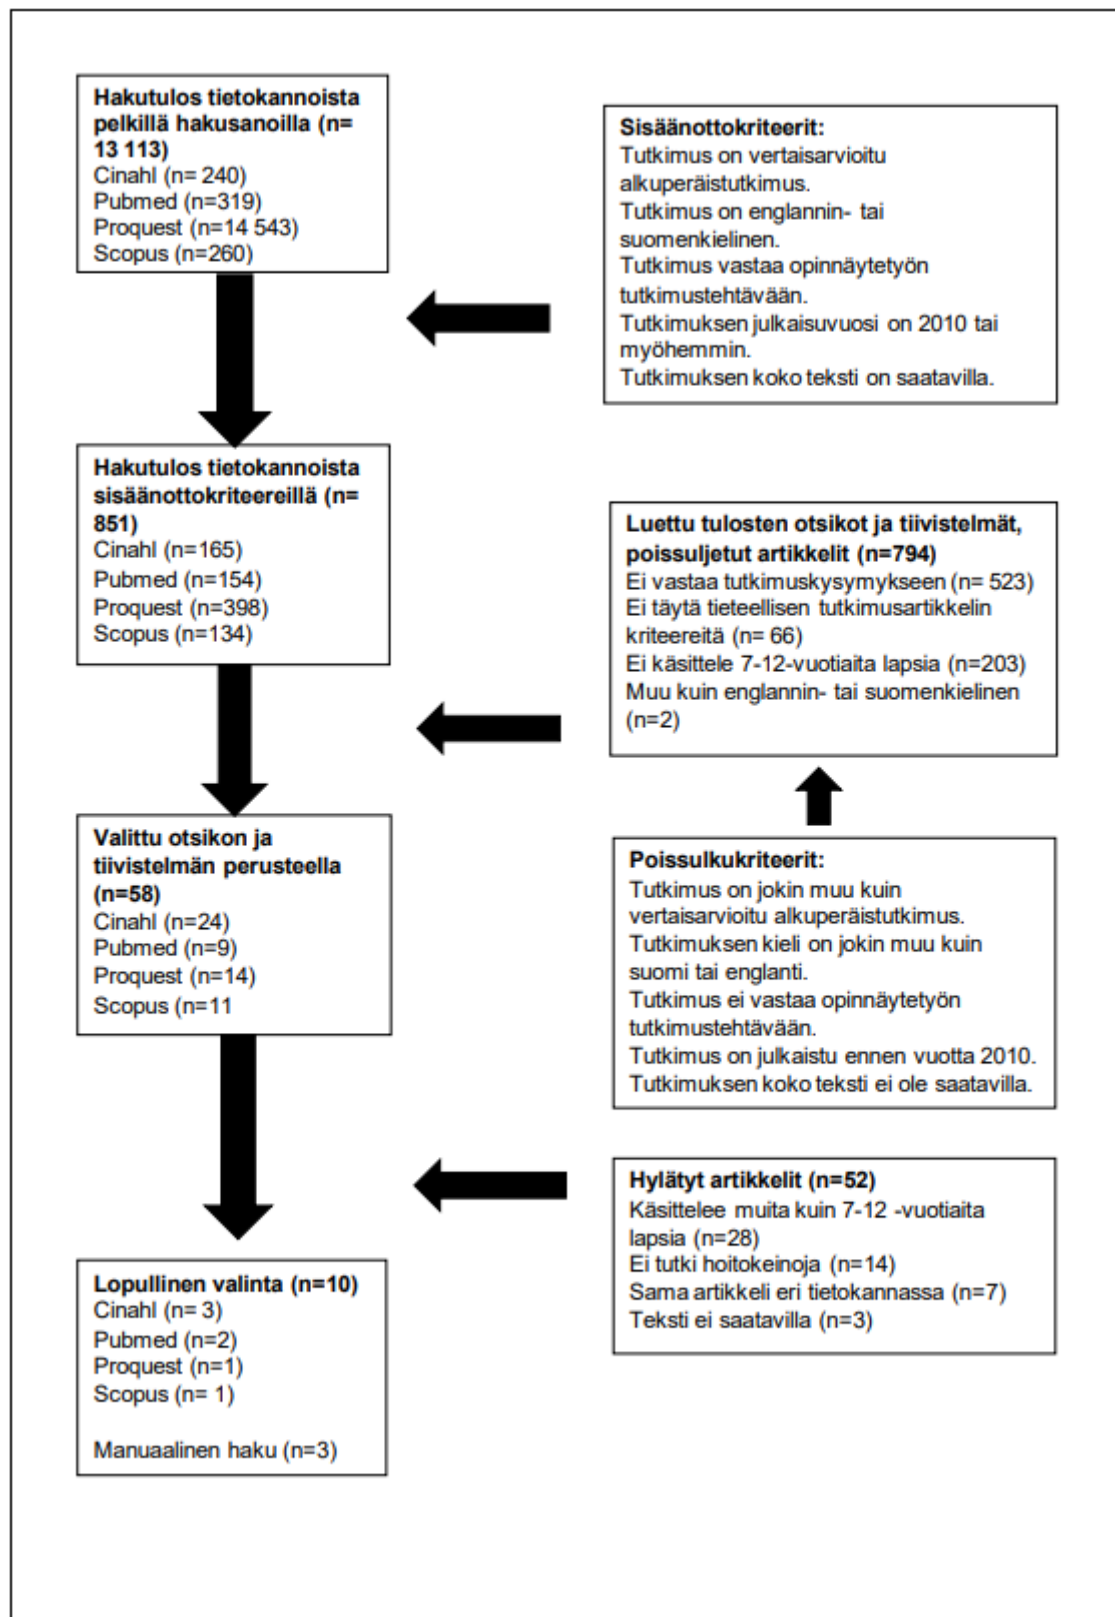 Hakutulos tietokannoista
pelkillä hakusanoilla (n=
13 113)
Cinahl (n= 240)
Pubmed (n=319)
Proquest (n=14 543)
Scopus (n=260)
Sisäänottokriteerit:
Tutkimus on vertaisarvioitu
alkuperäistutkimus.
Tutkimus on englannin- tai
suomenkielinen.
Tutkimus vastaa opinnäytetyön
tutkimustehtävään.
Tutkimuksen julkaisuvuosi on 2010 tai
myöhemmin.
Tutkimuksen koko teksti on saatavilla.
Hakutulos tietokannoista
sisäänottokriteereillä (n=
851)
Cinahl (n=165)
Pubmed (n=154)
Proquest (n=398)
Scopus (n=134)
Luettu tulosten otsikot ja tiivistelmät,
poissuljetut artikkelit (n=794)
Ei vastaa tutkimuskysymykseen (n= 523)
Ei täytä tieteellisen tutkimusartikkelin
kriteereitä (n= 66)
Ei käsittele 7-12-vuotiaita lapsia (n=203)
Muu kuin englannin- tai suomenkielinen
(n=2)
Valittu otsikon ja
tiivistelmän perusteella
(n=58)
Cinahl (n=24)
Pubmed (n=9)
Proquest (n=14)
Scopus (n=11
Poissulkukriteerit:
Tutkimus on jokin muu kuin
vertaisarvioitu alkuperäistutkimus.
Tutkimuksen kieli on jokin muu kuin
suomi tai englanti.
Tutkimus ei vastaa opinnäytetyön
tutkimustehtävään.
Tutkimus on julkaistu ennen vuotta 2010.
Tutkimuksen koko teksti ei ole saatavilla.
Hylätyt artikkelit (n=52)
Käsittelee muita kuin 7-12 -vuotiaita
lapsia (n=28)
Ei tutki hoitokeinoja (n=14)
Sama artikkeli eri tietokannassa (n=7)
Teksti ei saatavilla (n=3)
Lopullinen valinta (n=10)
Cinahl (n= 3)
Pubmed (n=2)
Proquest (n=1)
Scopus (n= 1)
Manuaalinen haku (n=3)